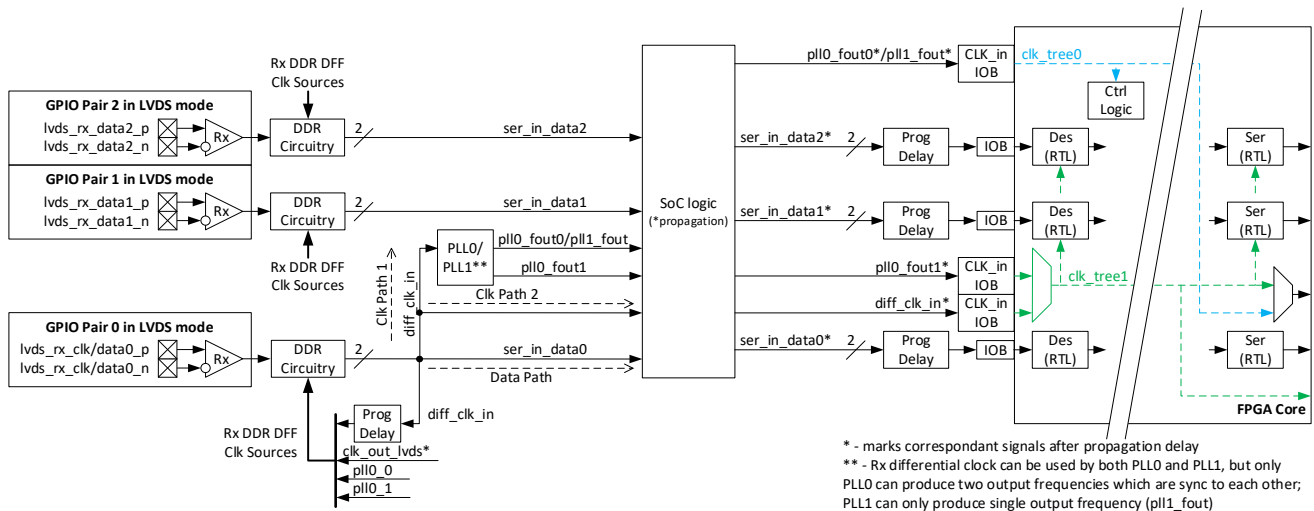 Rx DDR DFF
Clk Sources
GPIO Pair 2 in LVDS mode
lvds_rx_data2_p
lvds_rx_data2_n
Rx
DDR
Circuitry
2
ser_in_data2
GPIO Pair 1 in LVDS mode
lvds_rx_data1_p
lvds_rx_data1_n
Rx
DDR
Circuitry
2
ser_in_data1
Rx DDR DFF
Clk Sources
PLL0/
PLL1**
pll0_fout0/pll1_fout
pll0_fout1
Clk Path 1
diff_clk_in
Clk Path 2
GPIO Pair 0 in LVDS mode
lvds_rx_clk/data0_p
lvds_rx_clk/data0_n
Rx
DDR
Circuitry
2
ser_in_data0
Data Path
Prog
Delay
diff_clk_in
Rx DDR DFF
Clk Sources
clk_out_lvds*
pll0_0
pll0_1
SoC logic
(*propagation)
pll0_fout0*/pll1_fout*
CLK_in
IOB
clk_tree0
Ctrl
Logic
ser_in_data2*
2
Prog
Delay
IOB
Des
(RTL)
Ser
(RTL)
ser_in_data1*
2
Prog
Delay
IOB
Des
(RTL)
Ser
(RTL)
pll0_fout1*
CLK_in
IOB
clk_tree1
diff_clk_in*
CLK_in
IOB
ser_in_data0*
2
Prog
Delay
IOB
Des
(RTL)
Ser
(RTL)
FPGA Core
* - marks correspondant signals after propagation delay
** - Rx differential clock can be used by both PLL0 and PLL1, but only
PLL0 can produce two output frequencies which are sync to each other;
PLL1 can only produce single output frequency (pll1_fout)